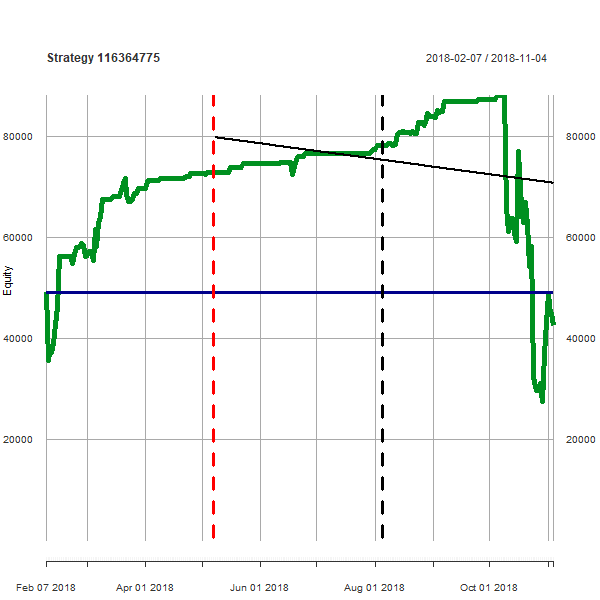 Strategy 116364775
2018-02-07 / 2018-11-04
80000 80000
60000 60000
Equity
40000 40000
20000 20000
Feb 07 2018 Apr 01 2018 Jun 01 2018 Aug 01 2018 Oct 01 2018